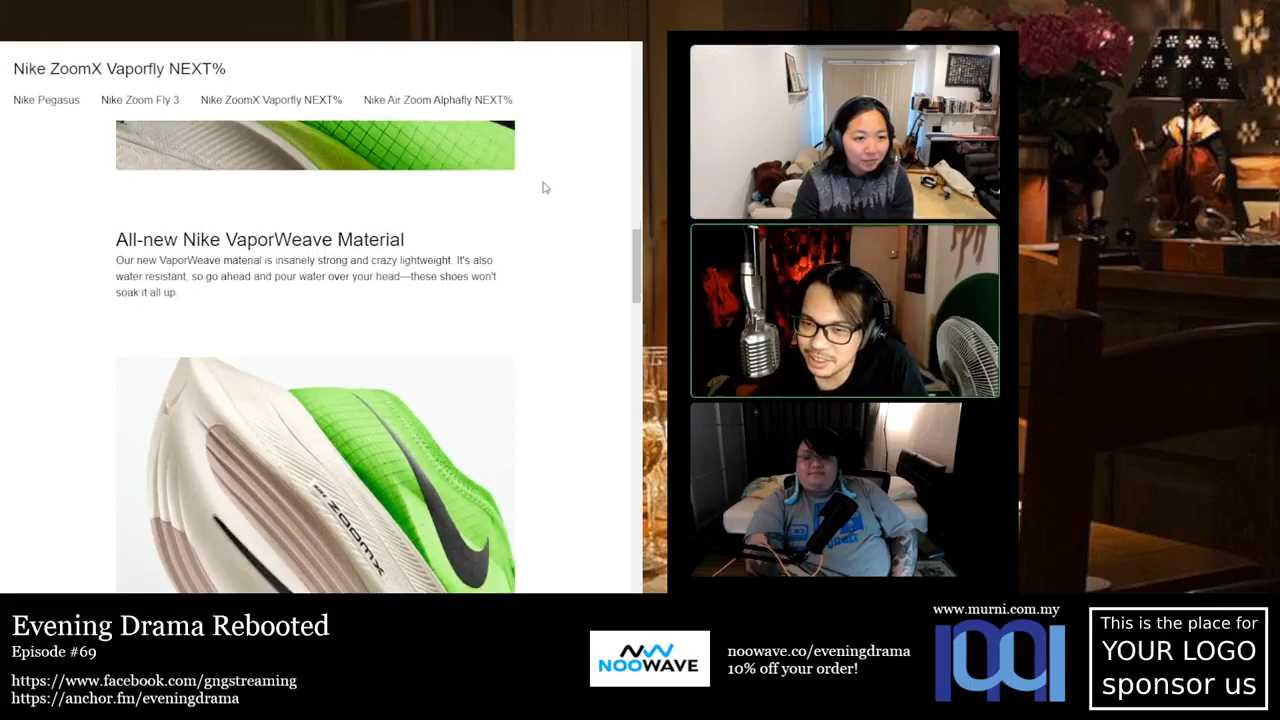 Nike ZoomX Vaporfly NEXT%
Nike Pegasus Nike Zoom Fly 3 Nike ZoomX Vaporfly NEXT% Nike Air Zoom Alphafly NEXT%
All-new Nike VaporWeave Material
Our new VaporWeave material is insanely strong and crazy lightweight. It's also
water resistant, so go ahead and pour water over your head—these shoes won't
soak it all up.
ZOOMX
Evening Drama Rebooted
Episode #69
https://www.facebook.com/gngstreaming
https://anchor.fm/eveningdrama
NOOWAVE
noowave.co/eveningdrama
10% off your order!
www.murni.com.my
This is the place for
YOUR LOGO
sponsor us